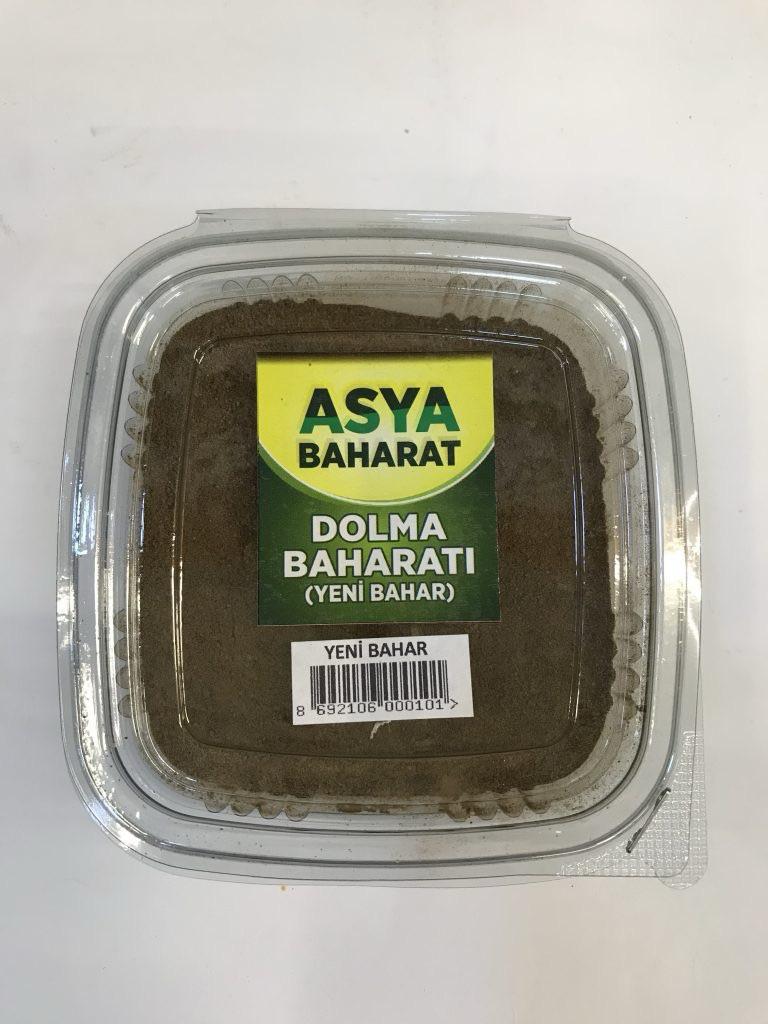 ASYA
BAHARAT
DOLMA
BAHARATI
(YENİ BAHAR)
YENİ BAHAR
8 692106 000101 >